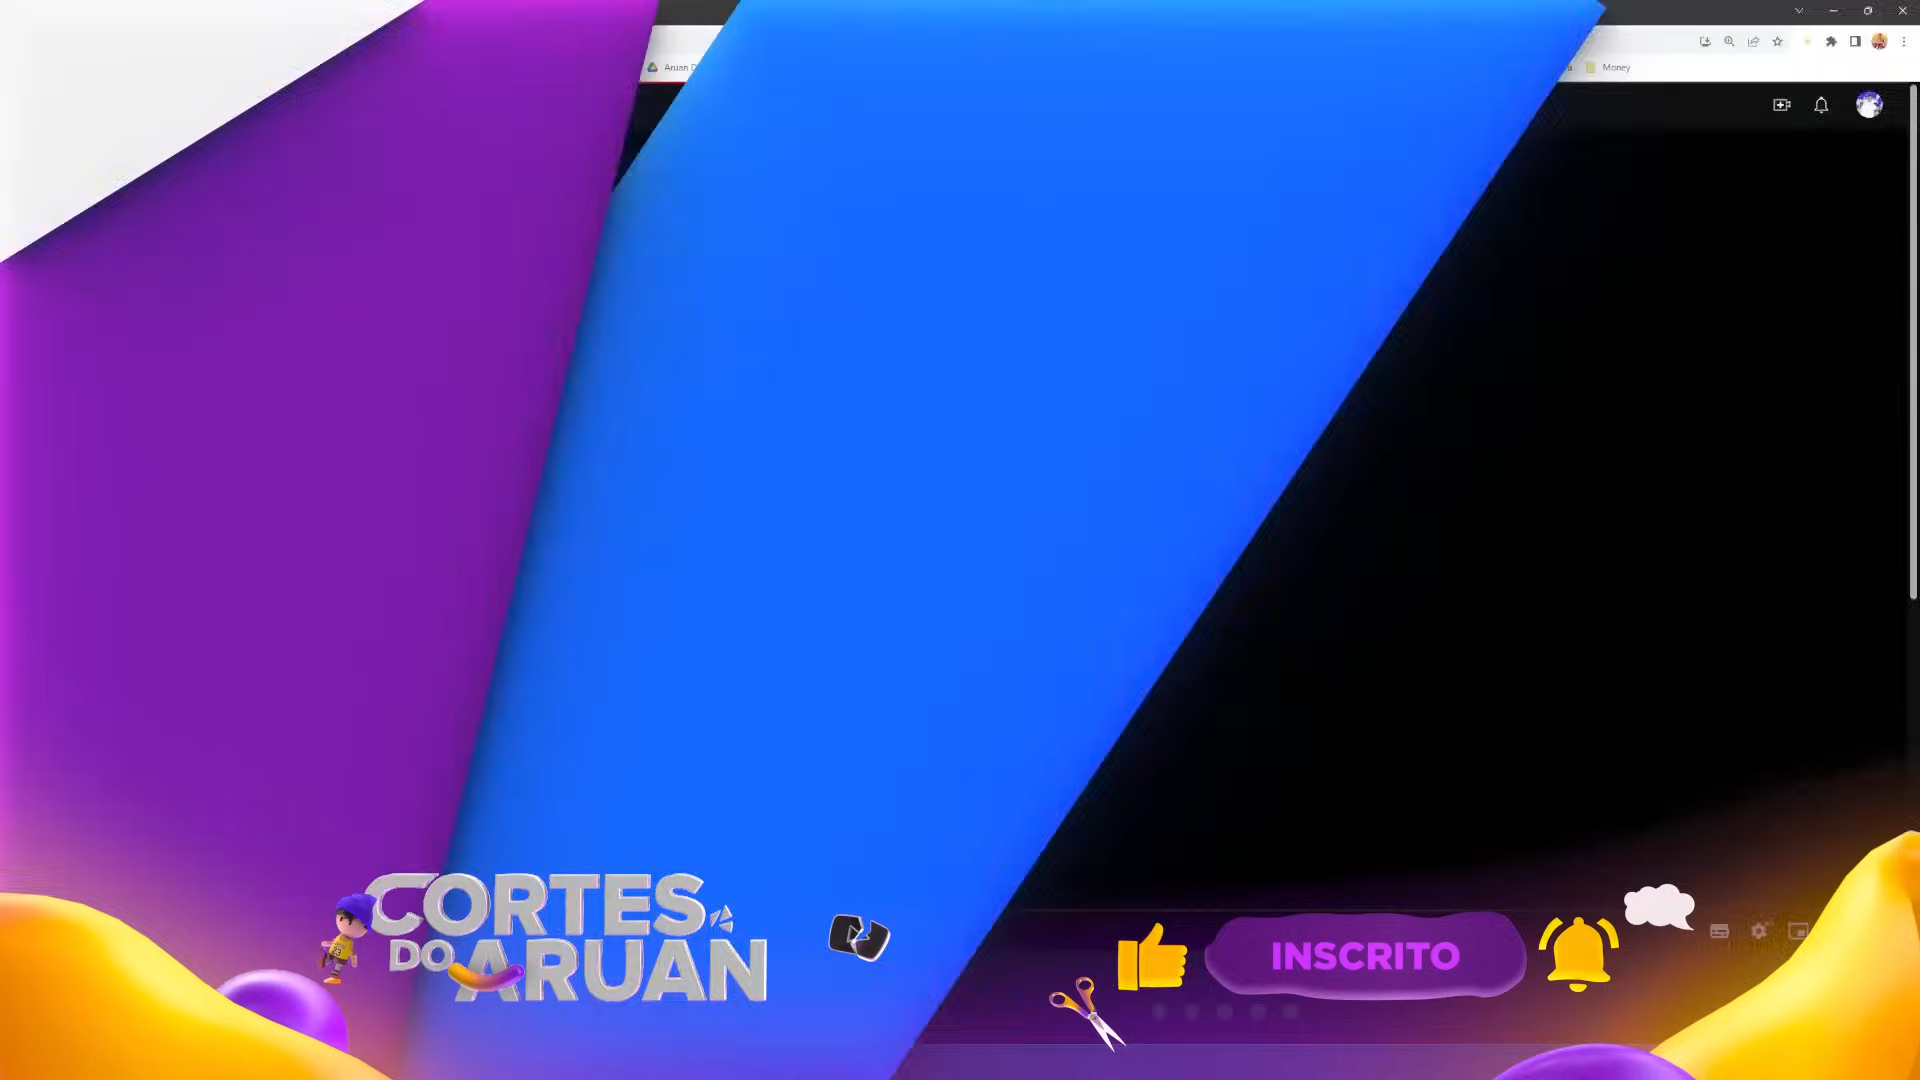 Aruan D
Money
CORTES
DO ARUAN
INSCRITO